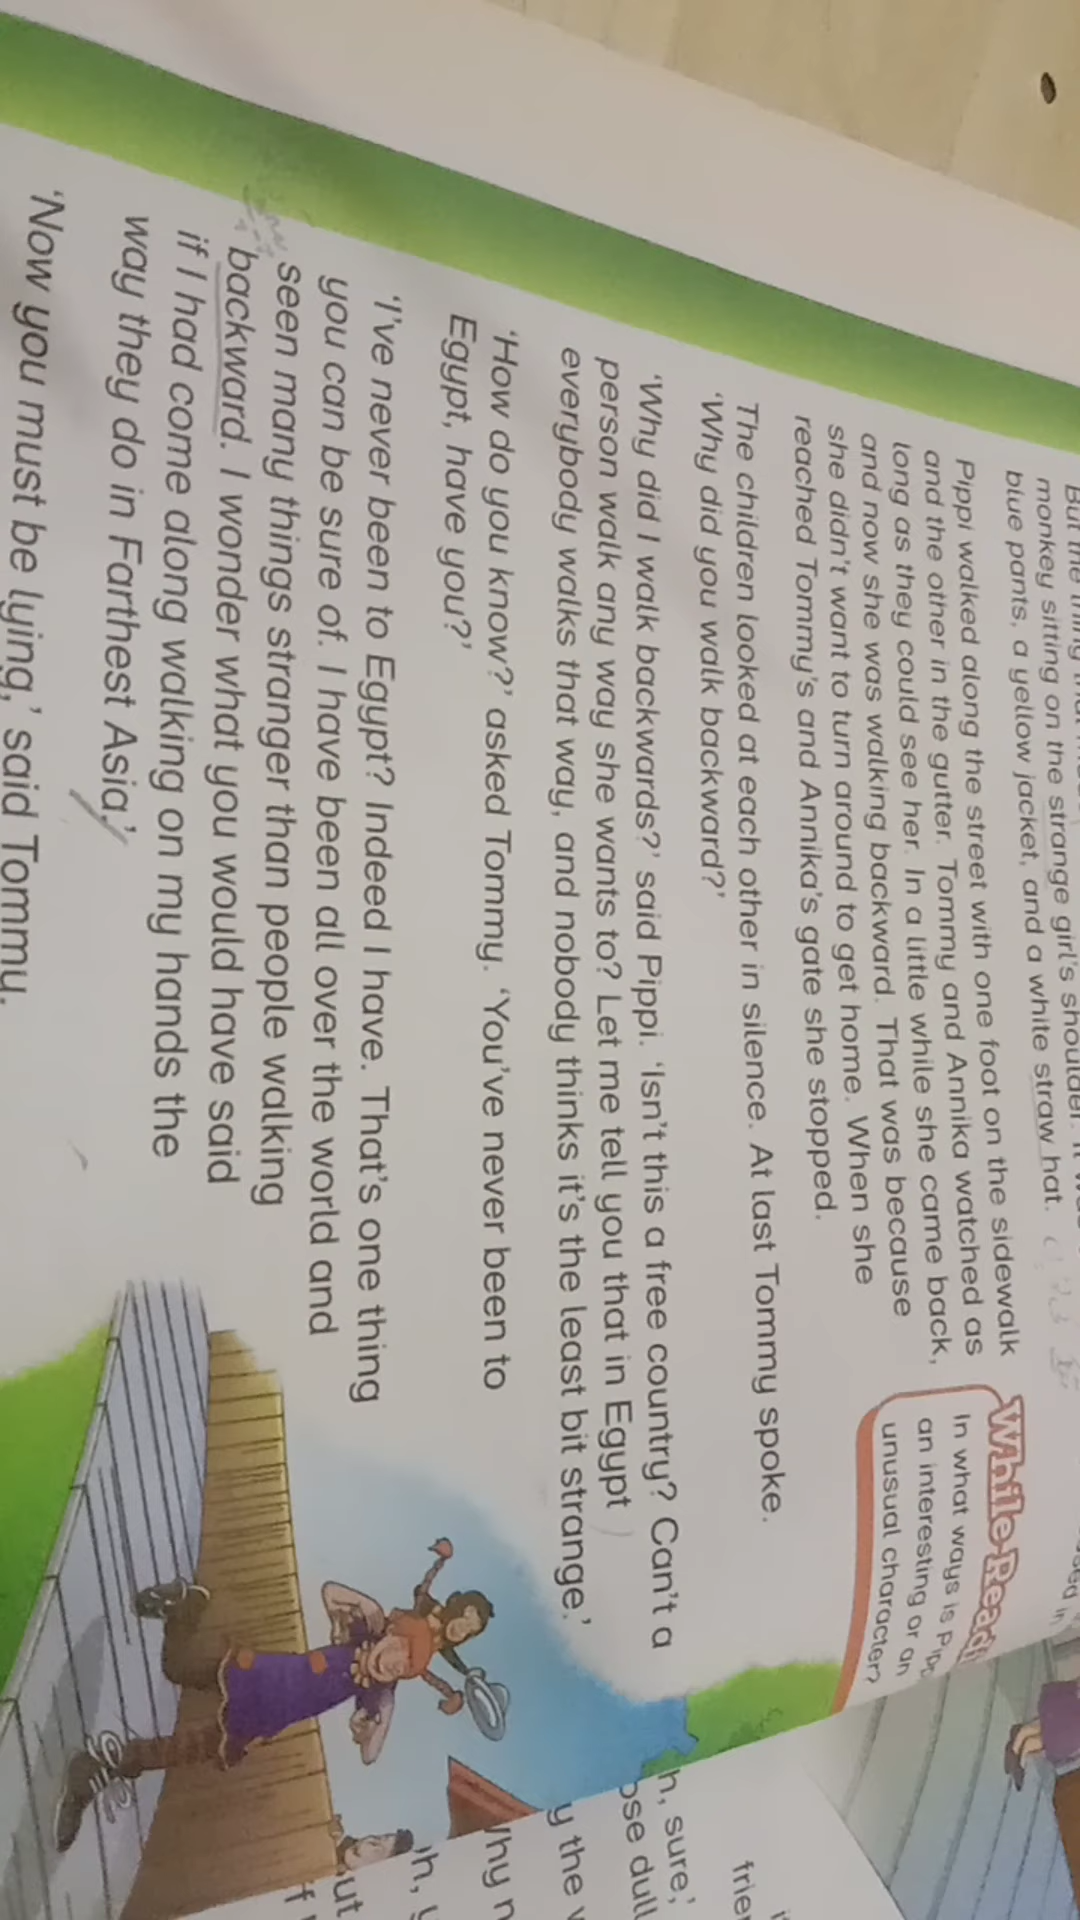 monkey sitting on the strange girl's shoulder.
blue pants, a yellow jacket, and a white straw hat.
Pippi walked along the street with one foot on the sidewalk
and the other in the gutter. Tommy and Annika watched as
long as they could see her. In a little while she came back,
and now she was walking backward. That was because
she didn't want to turn around to get home. When she
reached Tommy's and Annika's gate she stopped.
The children looked at each other in silence. At last Tommy spoke.
'Why did you walk backward?'
'Why did I walk backwards?' said Pippi. 'Isn't this a free country? Can't a
person walk any way she wants to? Let me tell you that in Egypt
everybody walks that way, and nobody thinks it's the least bit strange.'
'How do you know?' asked Tommy. 'You've never been to
Egypt, have you?'
'I've never been to Egypt? Indeed I have. That's one thing
you can be sure of. I have been all over the world and
seen many things stranger than people walking
backward. I wonder what you would have said
if I had come along walking on my hands the
way they do in Farthest Asia.'
'Now you must be lying,' said Tommy.
While-Read
In what ways is
an interesting or an
unusual character?
sure,'
dull
y the